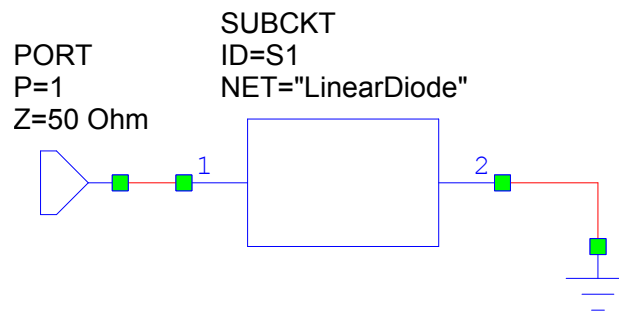 SUBCKT
ID=S1
NET="LinearDiode"
PORT
P=1
Z=50 Ohm
1
2